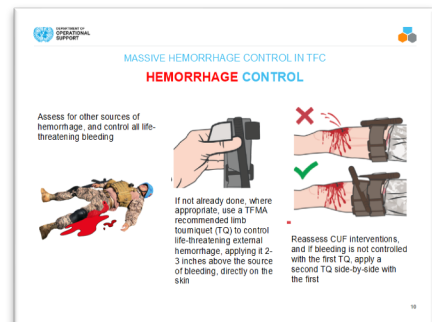 DEPARTMENT OF
OPERATIONAL
SUPPORT
MASSIVE HEMORRHAGE CONTROL IN TFC
HEMORRHAGE CONTROL
Assess for other sources of
hemorrhage, and control all life-
threatening bleeding
If not already done, where
appropriate, use a TFMA
recommended limb
tourniquet (TQ) to control
life-threatening external
hemorrhage, applying it 2-
3 inches above the source
of bleeding, directly on the
skin
Reassess CUF interventions,
and If bleeding is not controlled
with the first TQ, apply a
second TQ side-by-side with
the first